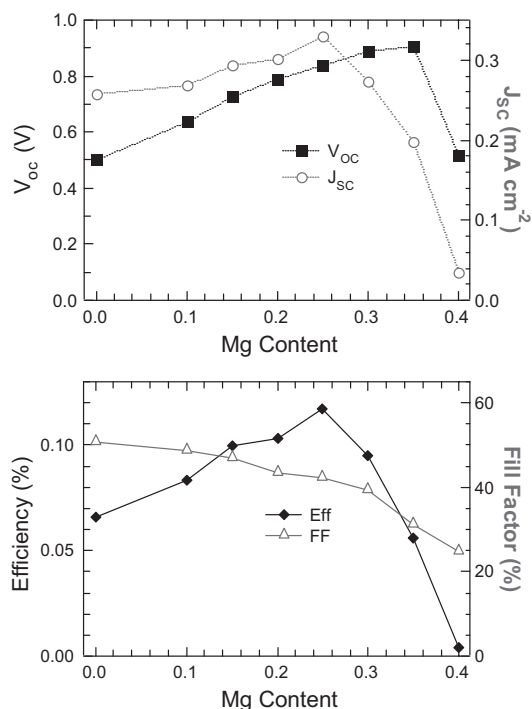 1.0
0.8
0.6
0.4
0.2
0.0
V_OC (V)
0.3
0.2
0.1
0.0
J_SC (mA cm⁻²)
V_OC
J_SC
0.0 0.1 0.2 0.3 0.4
Mg Content
0.10
0.05
0.00
Efficiency (%)
60
40
20
0
Fill Factor (%)
Eff
FF
0.0 0.1 0.2 0.3 0.4
Mg Content